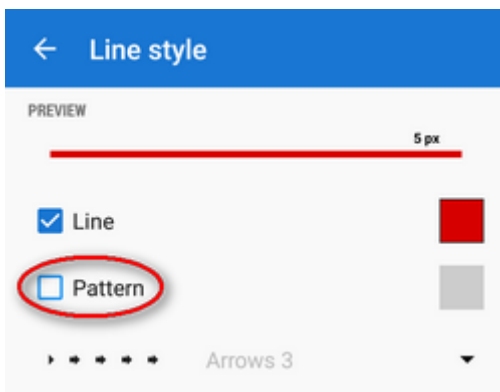 Line style
PREVIEW
5 px
Line
Pattern
Arrows 3